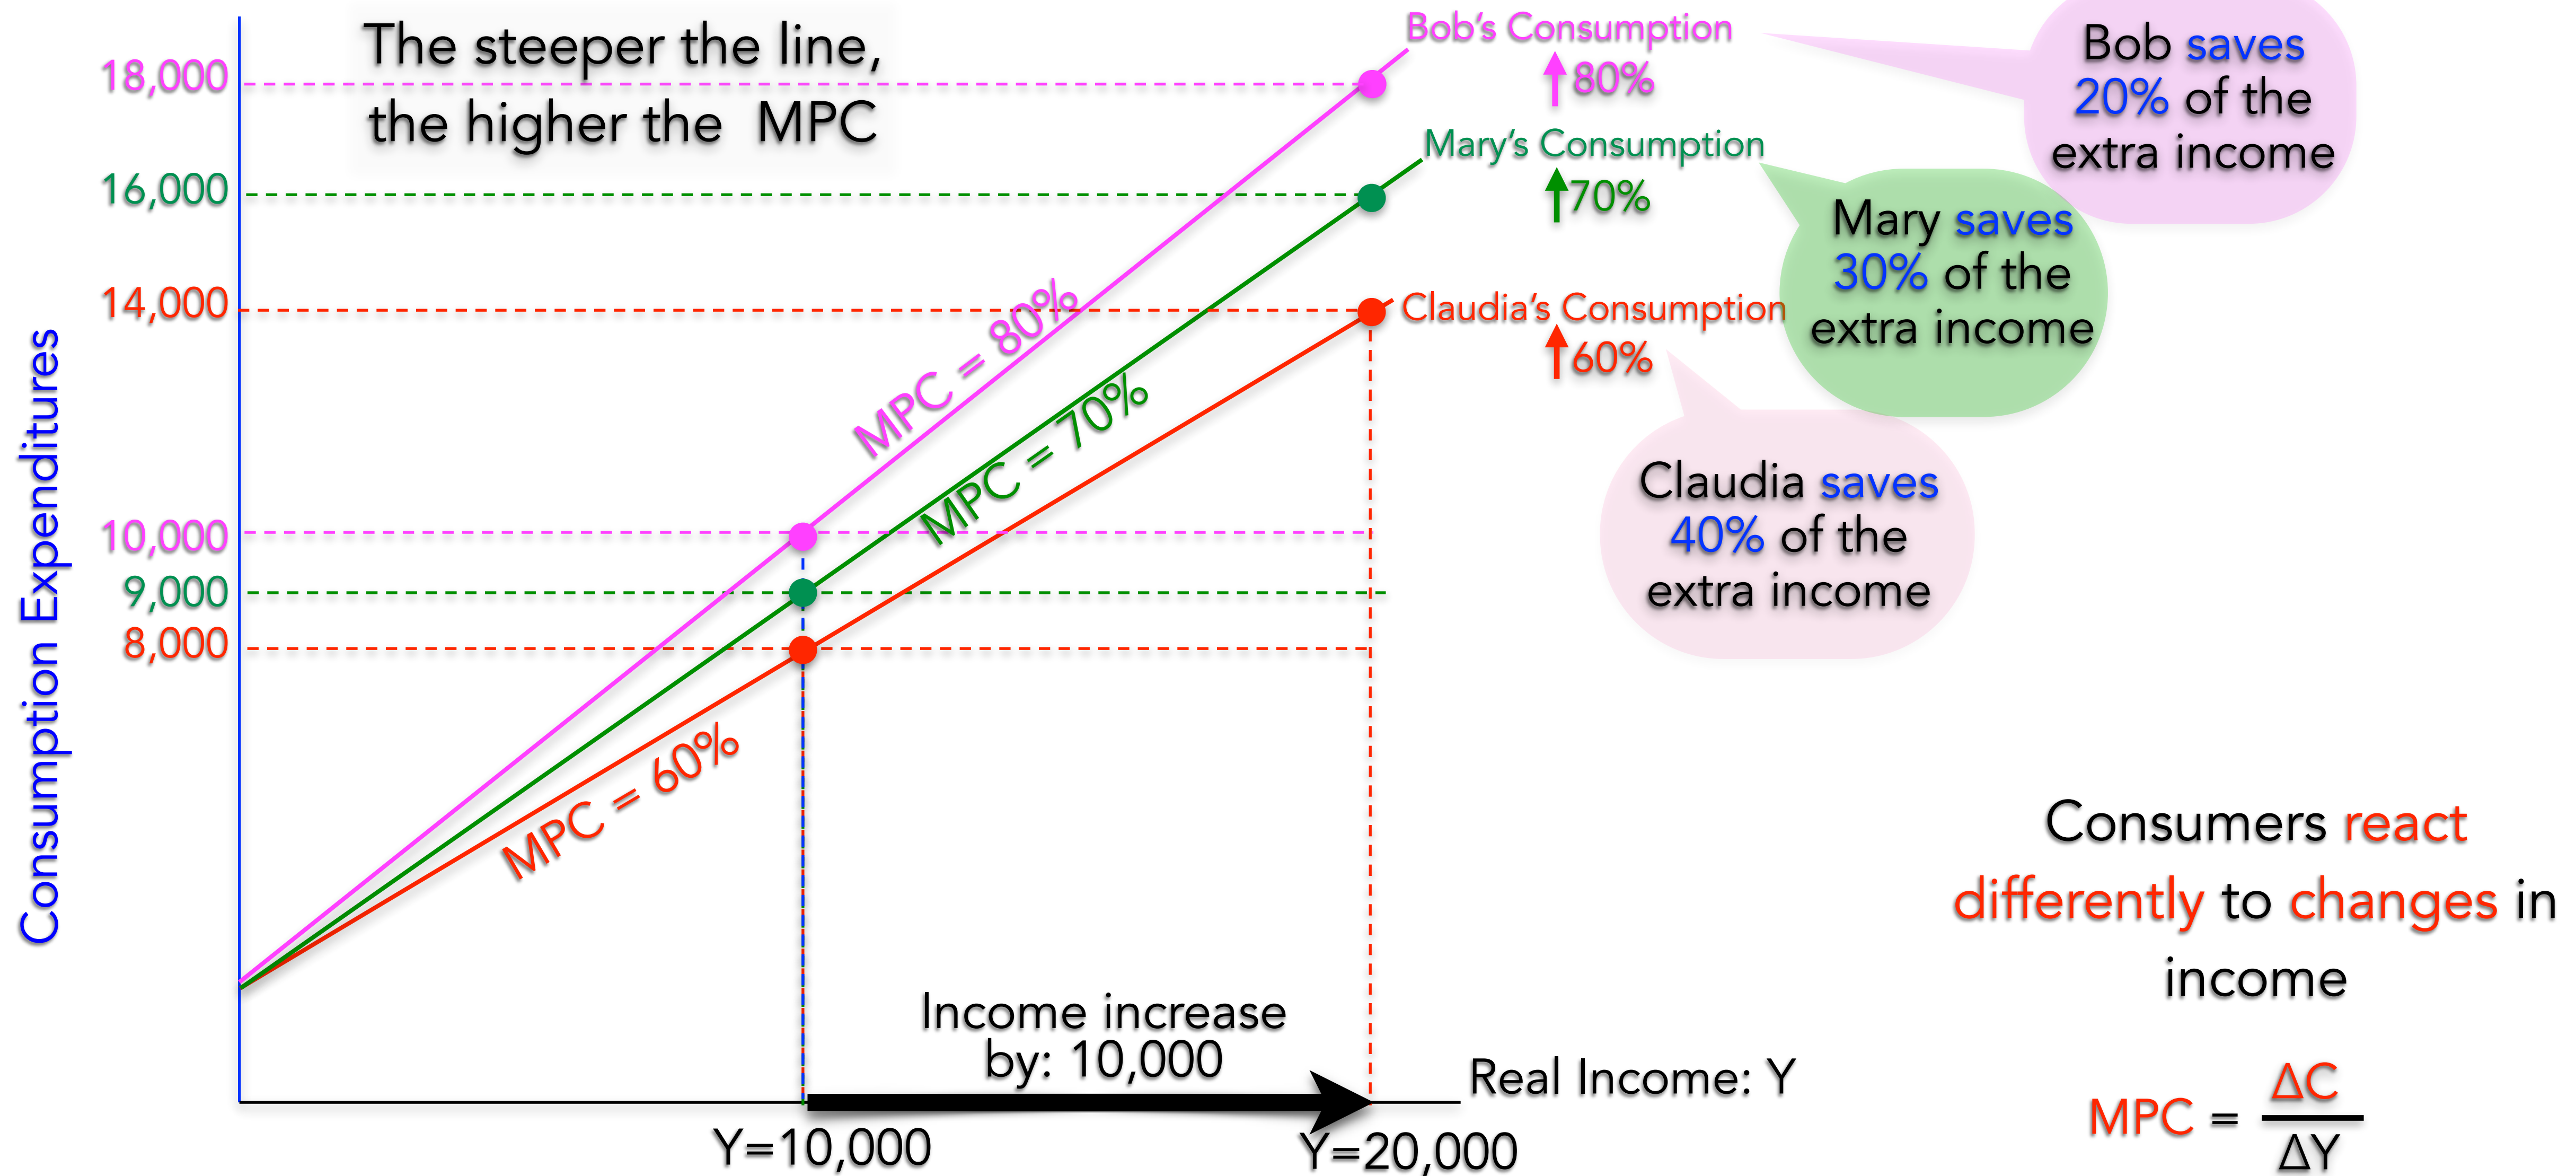 The steeper the line,
the higher the MPC
Consumption Expenditures
18,000
16,000
14,000
10,000
9,000
8,000
MPC = 80%
MPC = 70%
MPC = 60%
Bob's Consumption
80%
Mary's Consumption
70%
Claudia's Consumption
60%
Bob saves
20% of the
extra income
Mary saves
30% of the
extra income
Claudia saves
40% of the
extra income
Consumers react
differently to changes in
income
MPC = ΔC
ΔY
Income increase
by: 10,000
Real Income: Y
Y=10,000
Y=20,000